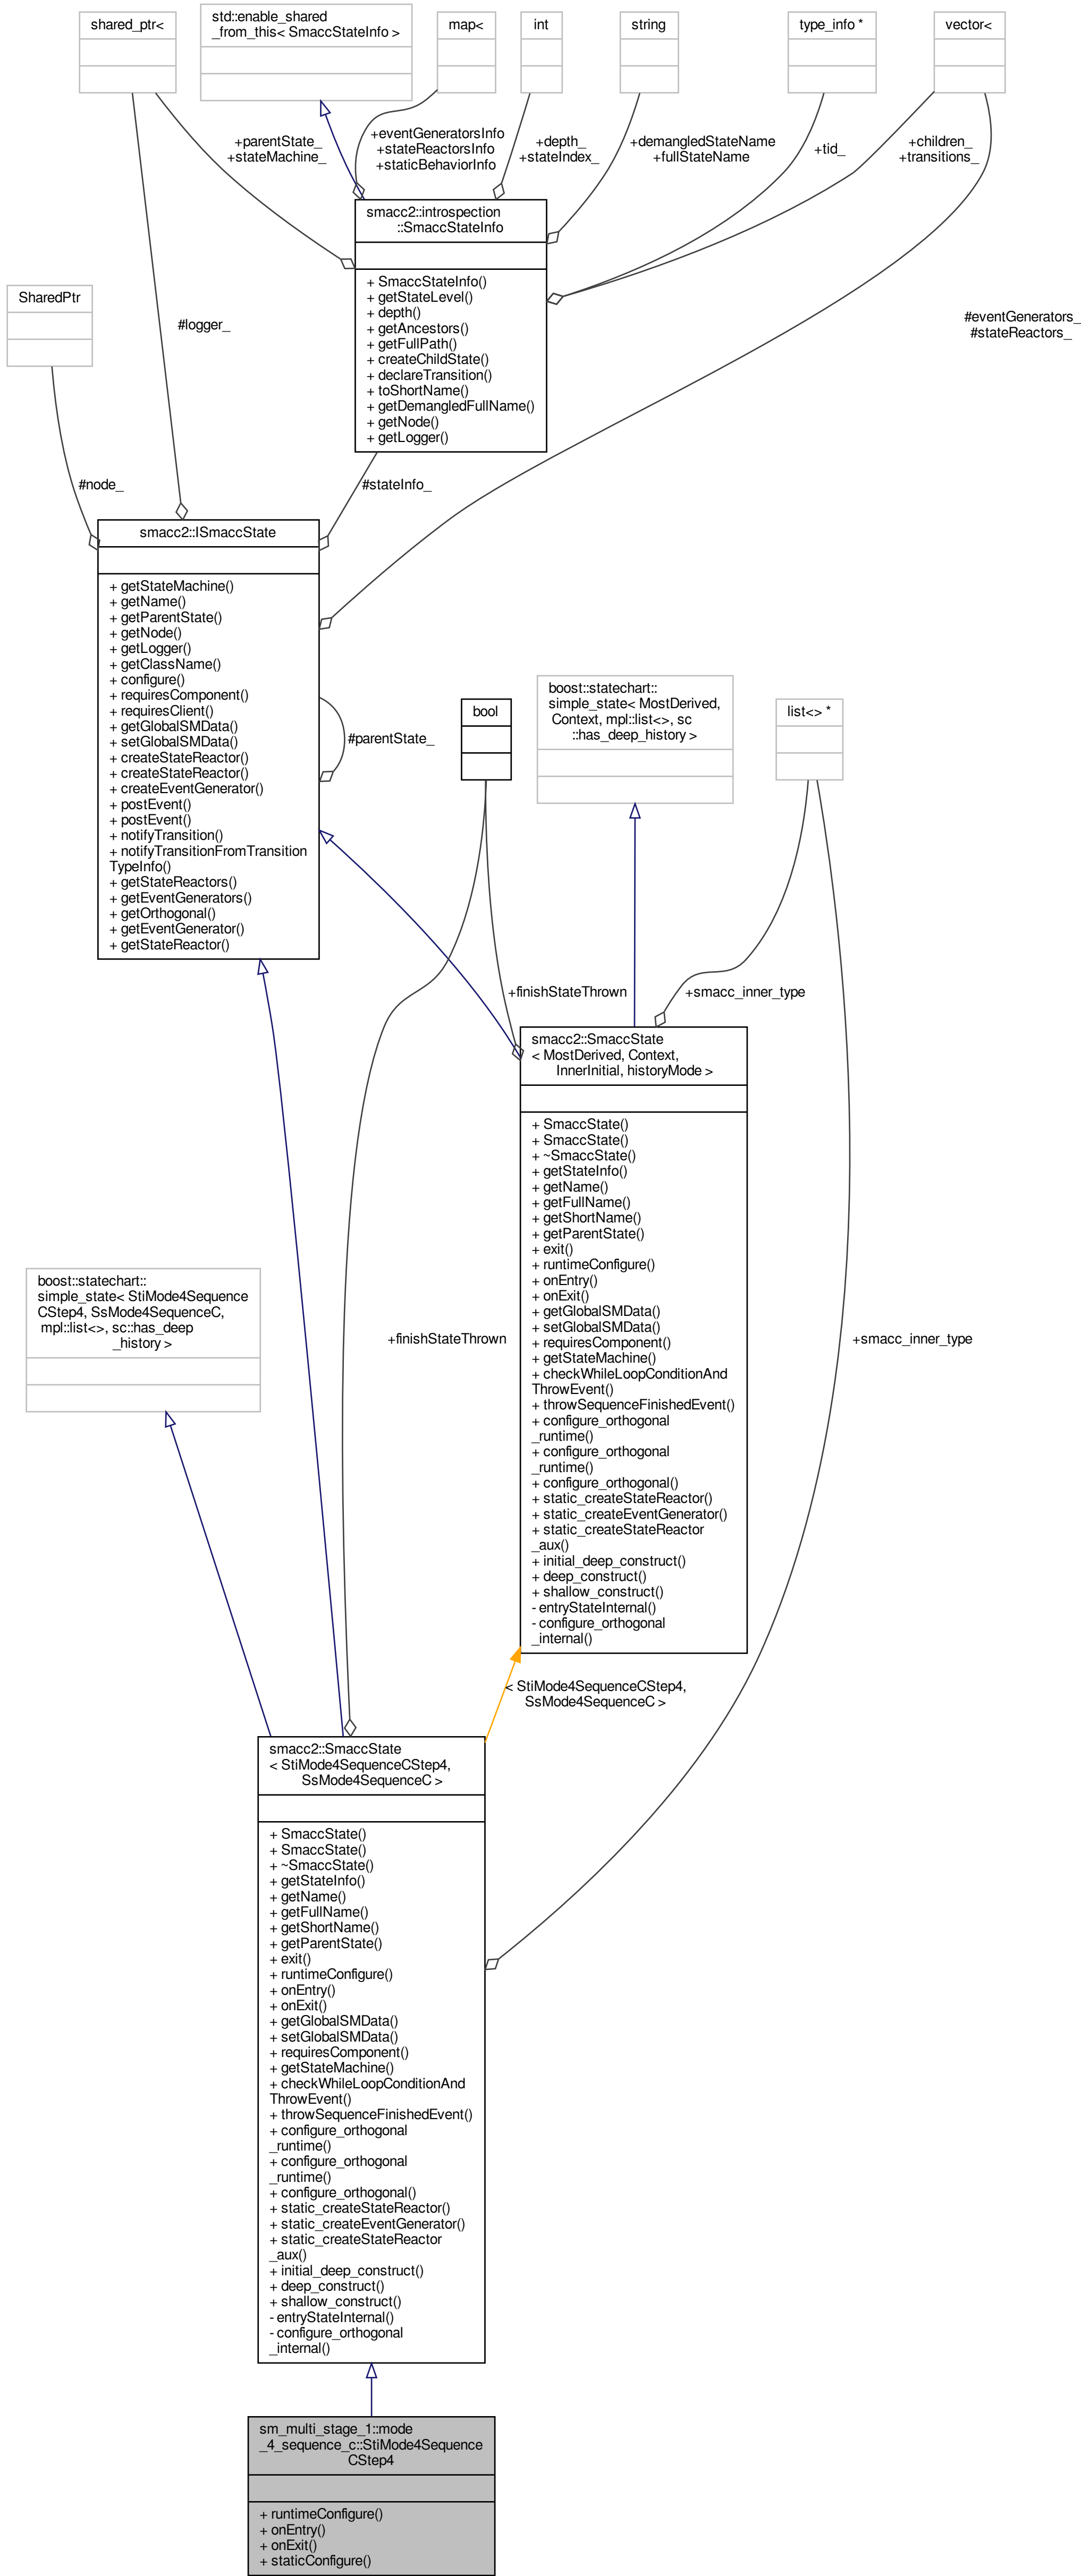 shared_ptr<
std::enable_shared
_from_this< SmaccStateInfo >
map<
int
string
type_info *
vector<
+parentState_
+stateMachine_
+eventGeneratorsInfo
+stateReactorsInfo
+staticBehaviorInfo
+depth_
+stateIndex_
+demangledStateName
+fullStateName
+tid_
+children_
+transitions_
smacc2::introspection
::SmaccStateInfo
+ SmaccStateInfo()
+ getStateLevel()
+ depth()
+ getAncestors()
+ getFullPath()
+ createChildState()
+ declareTransition()
+ toShortName()
+ getDemangledFullName()
+ getNode()
+ getLogger()
SharedPtr
#logger_
#eventGenerators_
#stateReactors_
#node_
#stateInfo_
smacc2::ISmaccState
+ getStateMachine()
+ getName()
+ getParentState()
+ getNode()
+ getLogger()
+ getClassName()
+ configure()
+ requiresComponent()
+ requiresClient()
+ getGlobalSMData()
+ setGlobalSMData()
+ createStateReactor()
+ createStateReactor()
+ createEventGenerator()
+ postEvent()
+ postEvent()
+ notifyTransition()
+ notifyTransitionFromTransition
TypeInfo()
+ getStateReactors()
+ getEventGenerators()
+ getOrthogonal()
+ getEventGenerator()
+ getStateReactor()
#parentState_
bool
boost::statechart::
simple_state< MostDerived,
Context, mpl::list<>, sc
::has_deep_history >
list<> *
+finishStateThrown
+smacc_inner_type
smacc2::SmaccState
< MostDerived, Context,
InnerInitial, historyMode >
+ SmaccState()
+ SmaccState()
+ ~SmaccState()
+ getStateInfo()
+ getName()
+ getFullName()
+ getShortName()
+ getParentState()
+ exit()
+ runtimeConfigure()
+ onEntry()
+ onExit()
+ getGlobalSMData()
+ setGlobalSMData()
+ requiresComponent()
+ getStateMachine()
+ checkWhileLoopConditionAnd
ThrowEvent()
+ throwSequenceFinishedEvent()
+ configure_orthogonal
_runtime()
+ configure_orthogonal
_runtime()
+ configure_orthogonal()
+ static_createStateReactor()
+ static_createEventGenerator()
+ static_createStateReactor
_aux()
+ initial_deep_construct()
+ deep_construct()
+ shallow_construct()
- entryStateInternal()
- configure_orthogonal
_internal()
boost::statechart::
simple_state< StiMode4Sequence
CStep4, SsMode4SequenceC,
mpl::list<>, sc::has_deep
_history >
+finishStateThrown
+smacc_inner_type
< StiMode4SequenceCStep4,
SsMode4SequenceC >
smacc2::SmaccState
< StiMode4SequenceCStep4,
SsMode4SequenceC >
+ SmaccState()
+ SmaccState()
+ ~SmaccState()
+ getStateInfo()
+ getName()
+ getFullName()
+ getShortName()
+ getParentState()
+ exit()
+ runtimeConfigure()
+ onEntry()
+ onExit()
+ getGlobalSMData()
+ setGlobalSMData()
+ requiresComponent()
+ getStateMachine()
+ checkWhileLoopConditionAnd
ThrowEvent()
+ throwSequenceFinishedEvent()
+ configure_orthogonal
_runtime()
+ configure_orthogonal
_runtime()
+ configure_orthogonal()
+ static_createStateReactor()
+ static_createEventGenerator()
+ static_createStateReactor
_aux()
+ initial_deep_construct()
+ deep_construct()
+ shallow_construct()
- entryStateInternal()
- configure_orthogonal
_internal()
sm_multi_stage_1::mode
_4_sequence_c::StiMode4Sequence
CStep4
+ runtimeConfigure()
+ onEntry()
+ onExit()
+ staticConfigure()